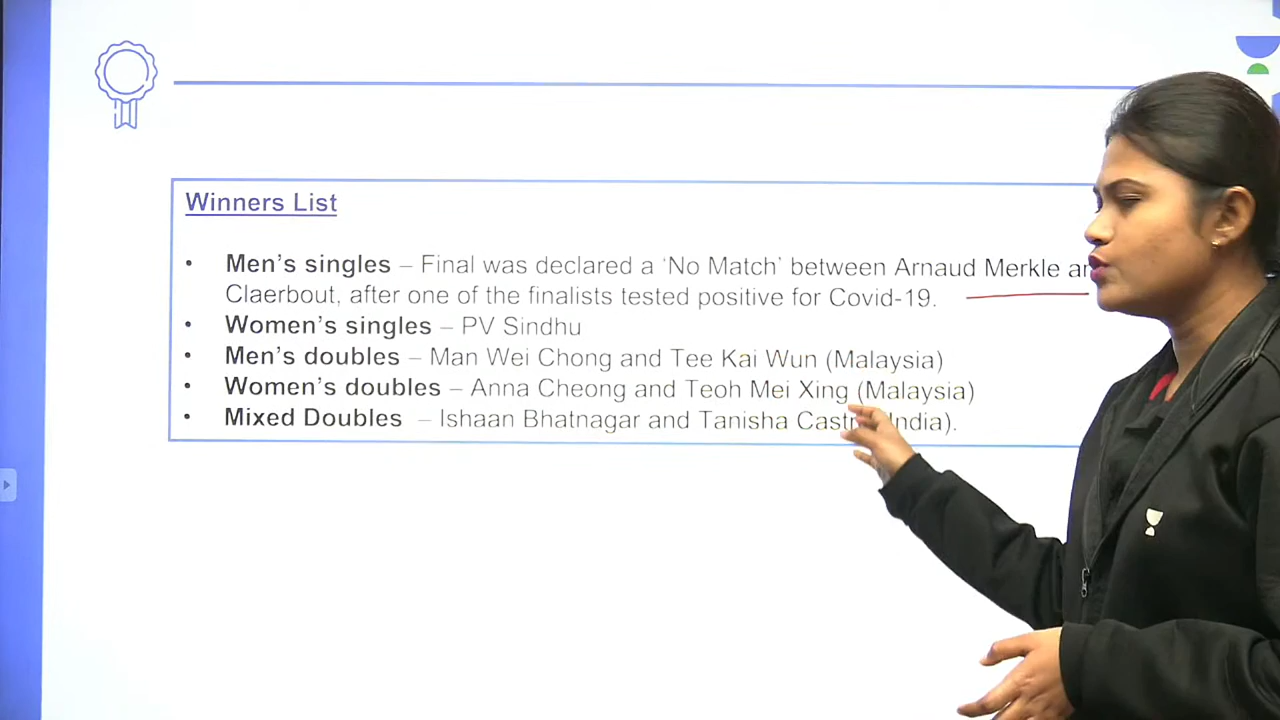 Winners List
• Men's singles – Final was declared a 'No Match' between Arnaud Merkle
Claerbout, after one of the finalists tested positive for Covid-19.
• Women's singles – PV Sindhu
• Men's doubles – Man Wei Chong and Tee Kai Wun (Malaysia)
• Women's doubles – Anna Cheong and Teoh Mei Xing (Malaysia)
• Mixed Doubles – Ishaan Bhatnagar and Tanisha